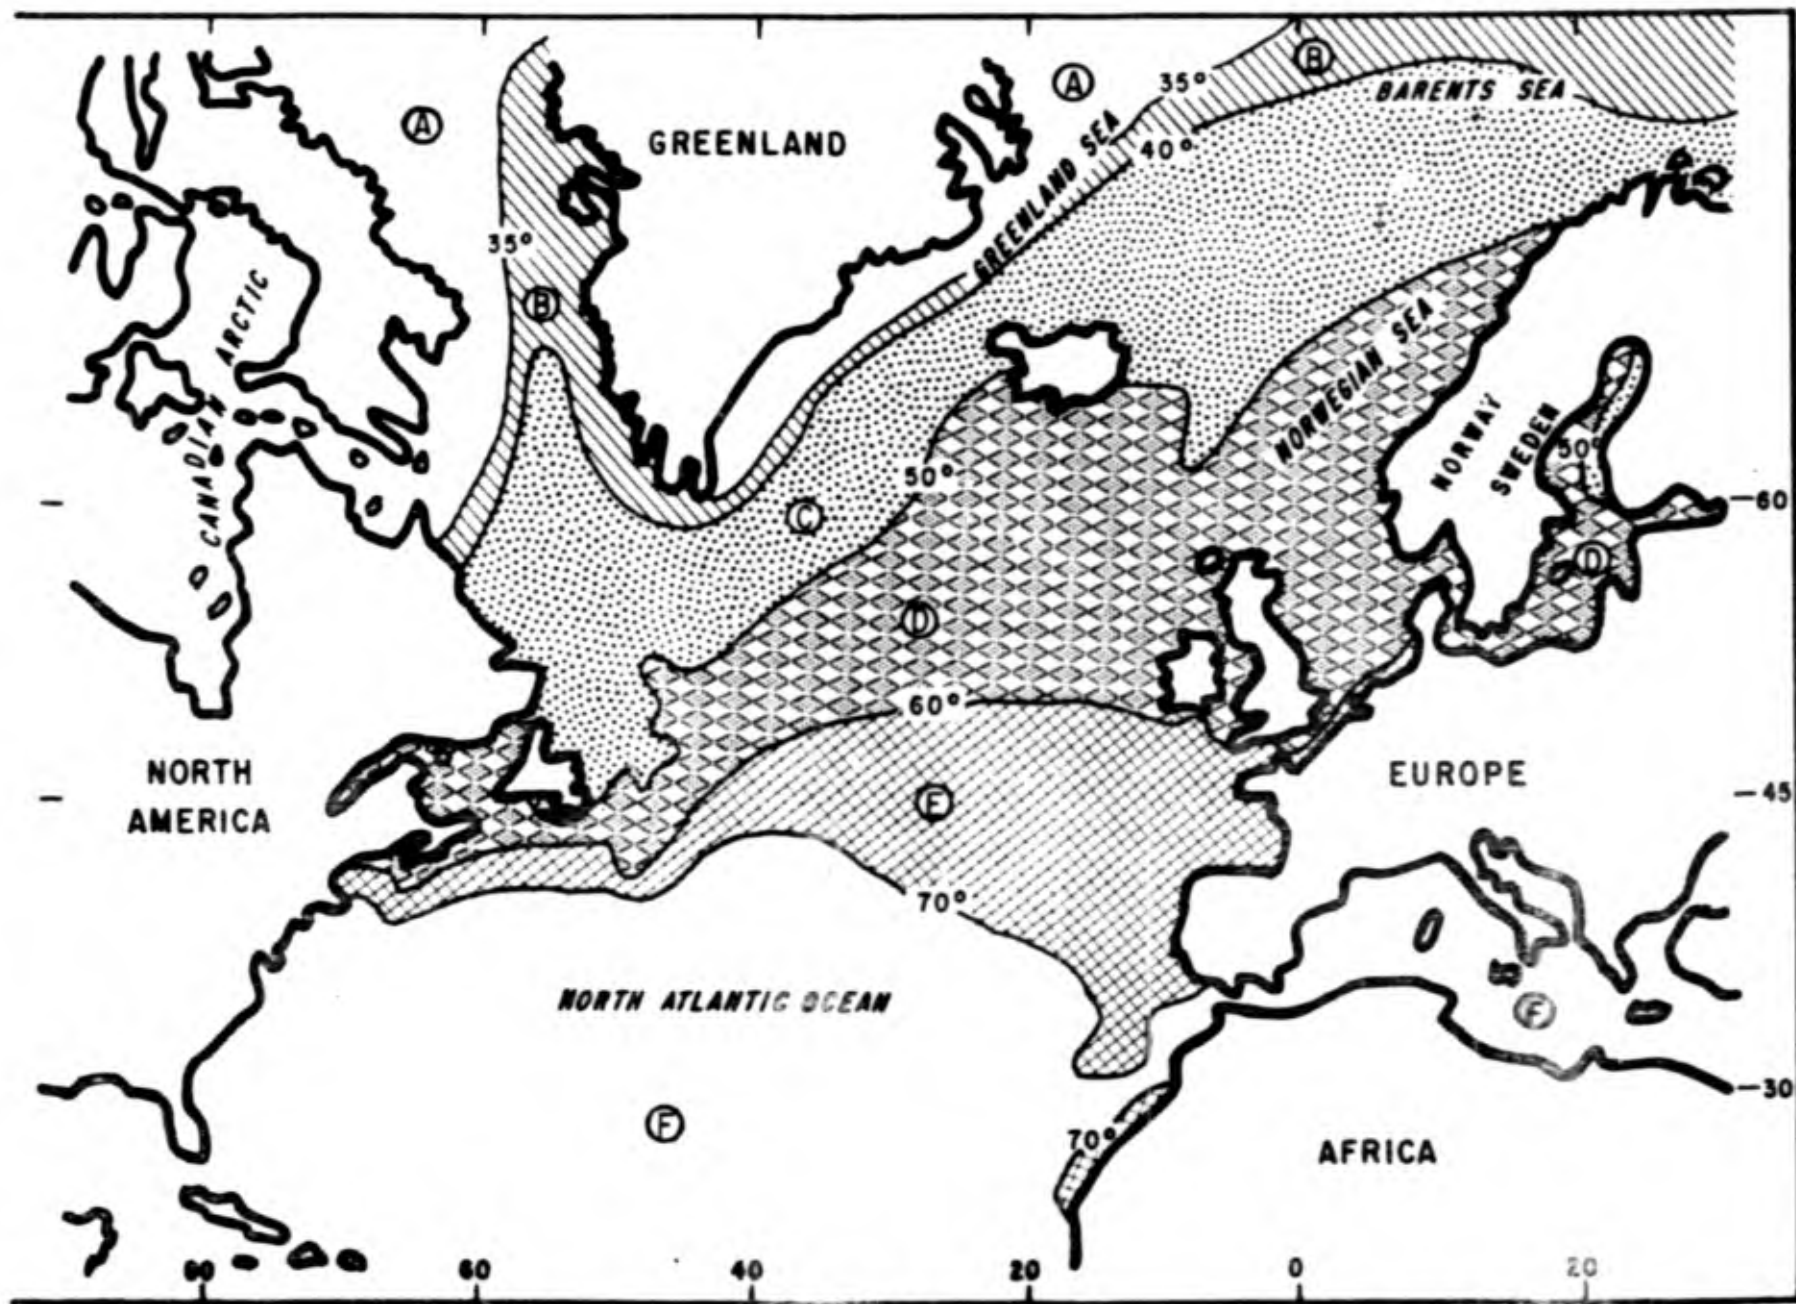 Ⓐ
GREENLAND
Ⓐ
35°
Ⓑ
BARENTS SEA
40°
GREENLAND SEA
35°
Ⓑ
CANADIAN ARCTIC
NORWEGIAN SEA
NORWAY
SWEDEN
50°
50°
60
Ⓒ
Ⓓ
Ⓓ
60°
NORTH
AMERICA
Ⓔ
EUROPE
45
70°
NORTH ATLANTIC OCEAN
Ⓕ
30
Ⓕ
70°
AFRICA
80
60
40
20
0
20